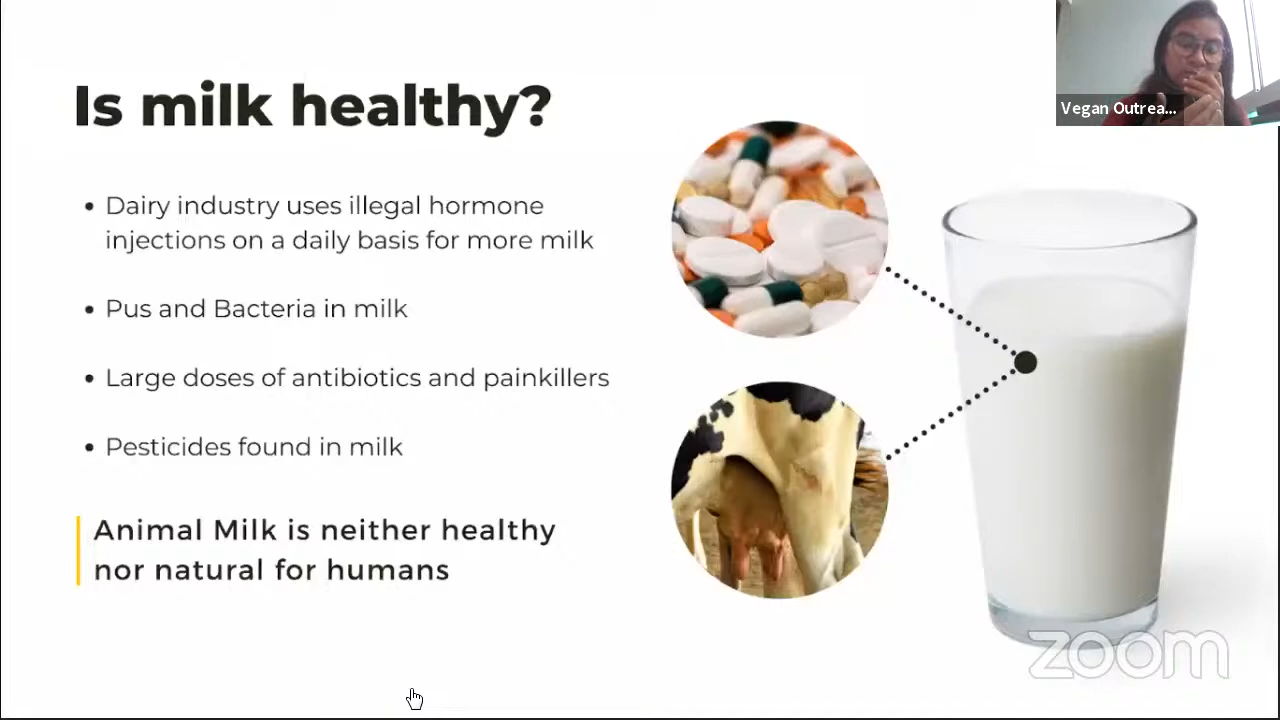 Is milk healthy?
Vegan Outrea...
• Dairy industry uses illegal hormone
injections on a daily basis for more milk
• Pus and Bacteria in milk
• Large doses of antibiotics and painkillers
• Pesticides found in milk
Animal Milk is neither healthy
nor natural for humans
zoom